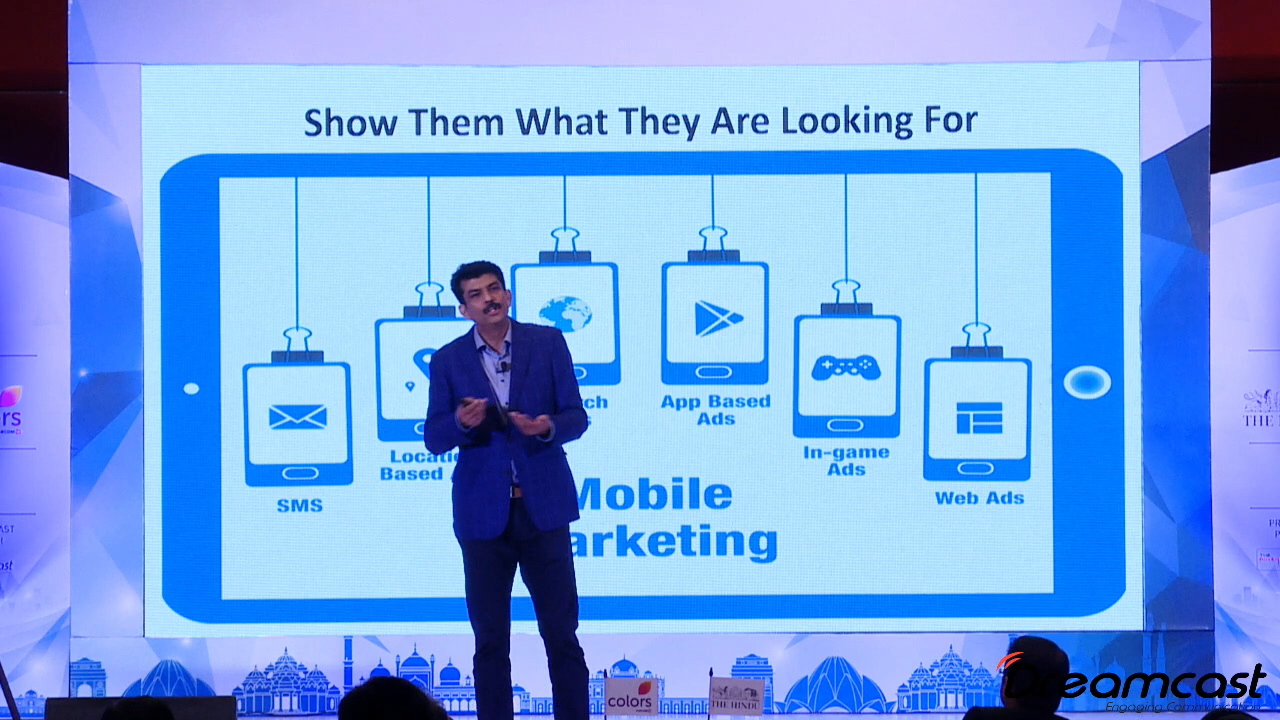 Show Them What They Are Looking For
App Based
Ads
In-game
Ads
Based
SMS
Web Ads
Mobile
arketing
colors
THE HINDU
Dreamcast
Engaging Communication